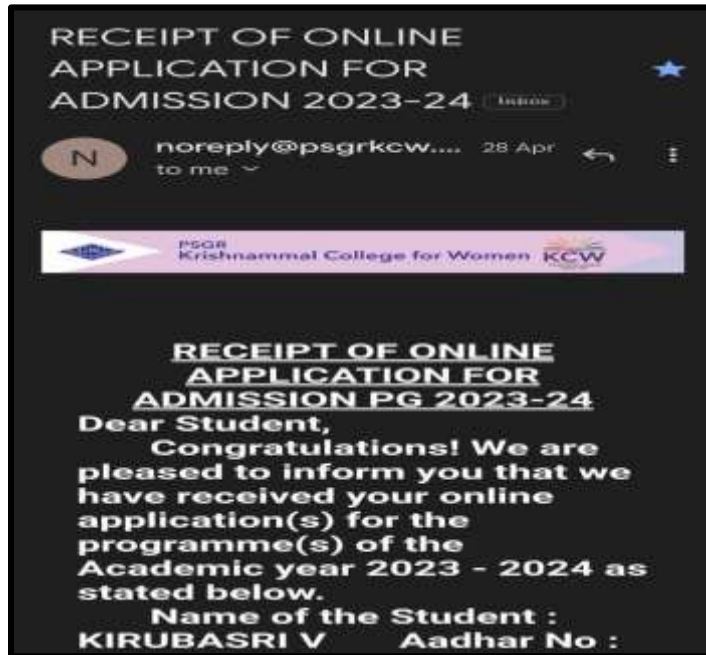 RECEIPT OF ONLINE
APPLICATION FOR
ADMISSION 2023-24 Inbox
N noreply@psgrkcw.... 28 Apr
to me
PSGR
Krishnammal College for Women KCW
RECEIPT OF ONLINE
APPLICATION FOR
ADMISSION PG 2023-24
Dear Student,
Congratulations! We are
pleased to inform you that we
have received your online
application(s) for the
programme(s) of the
Academic year 2023 - 2024 as
stated below.
Name of the Student :
KIRUBASRI V Aadhar No :